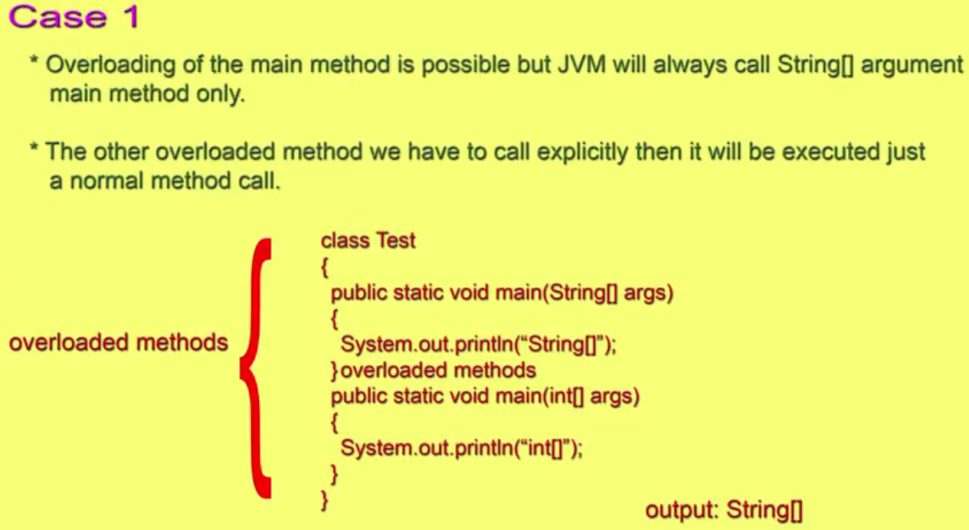 Case 1
* Overloading of the main method is possible but JVM will always call String[] argument
main method only.
* The other overloaded method we have to call explicitly then it will be executed just
a normal method call.
overloaded methods
class Test
{
public static void main(String[] args)
{
System.out.println(“String[]”);
}overloaded methods
public static void main(int[] args)
{
System.out.println(“int[]”);
}
}
output: String[]